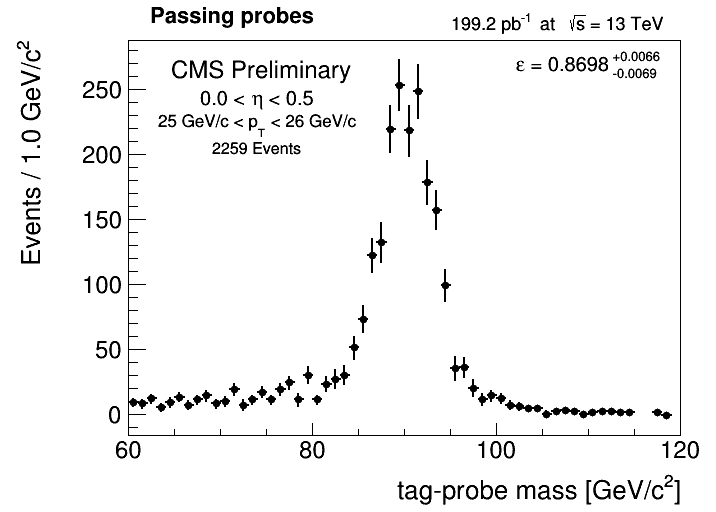 Passing probes
199.2 pb⁻¹ at √s = 13 TeV
CMS Preliminary
0.0 < η < 0.5
25 GeV/c < p_T < 26 GeV/c
2259 Events
ε = 0.8698 +0.0066 -0.0069
Events / 1.0 GeV/c²
250
200
150
100
50
0
60 80 100 120
tag-probe mass [GeV/c²]